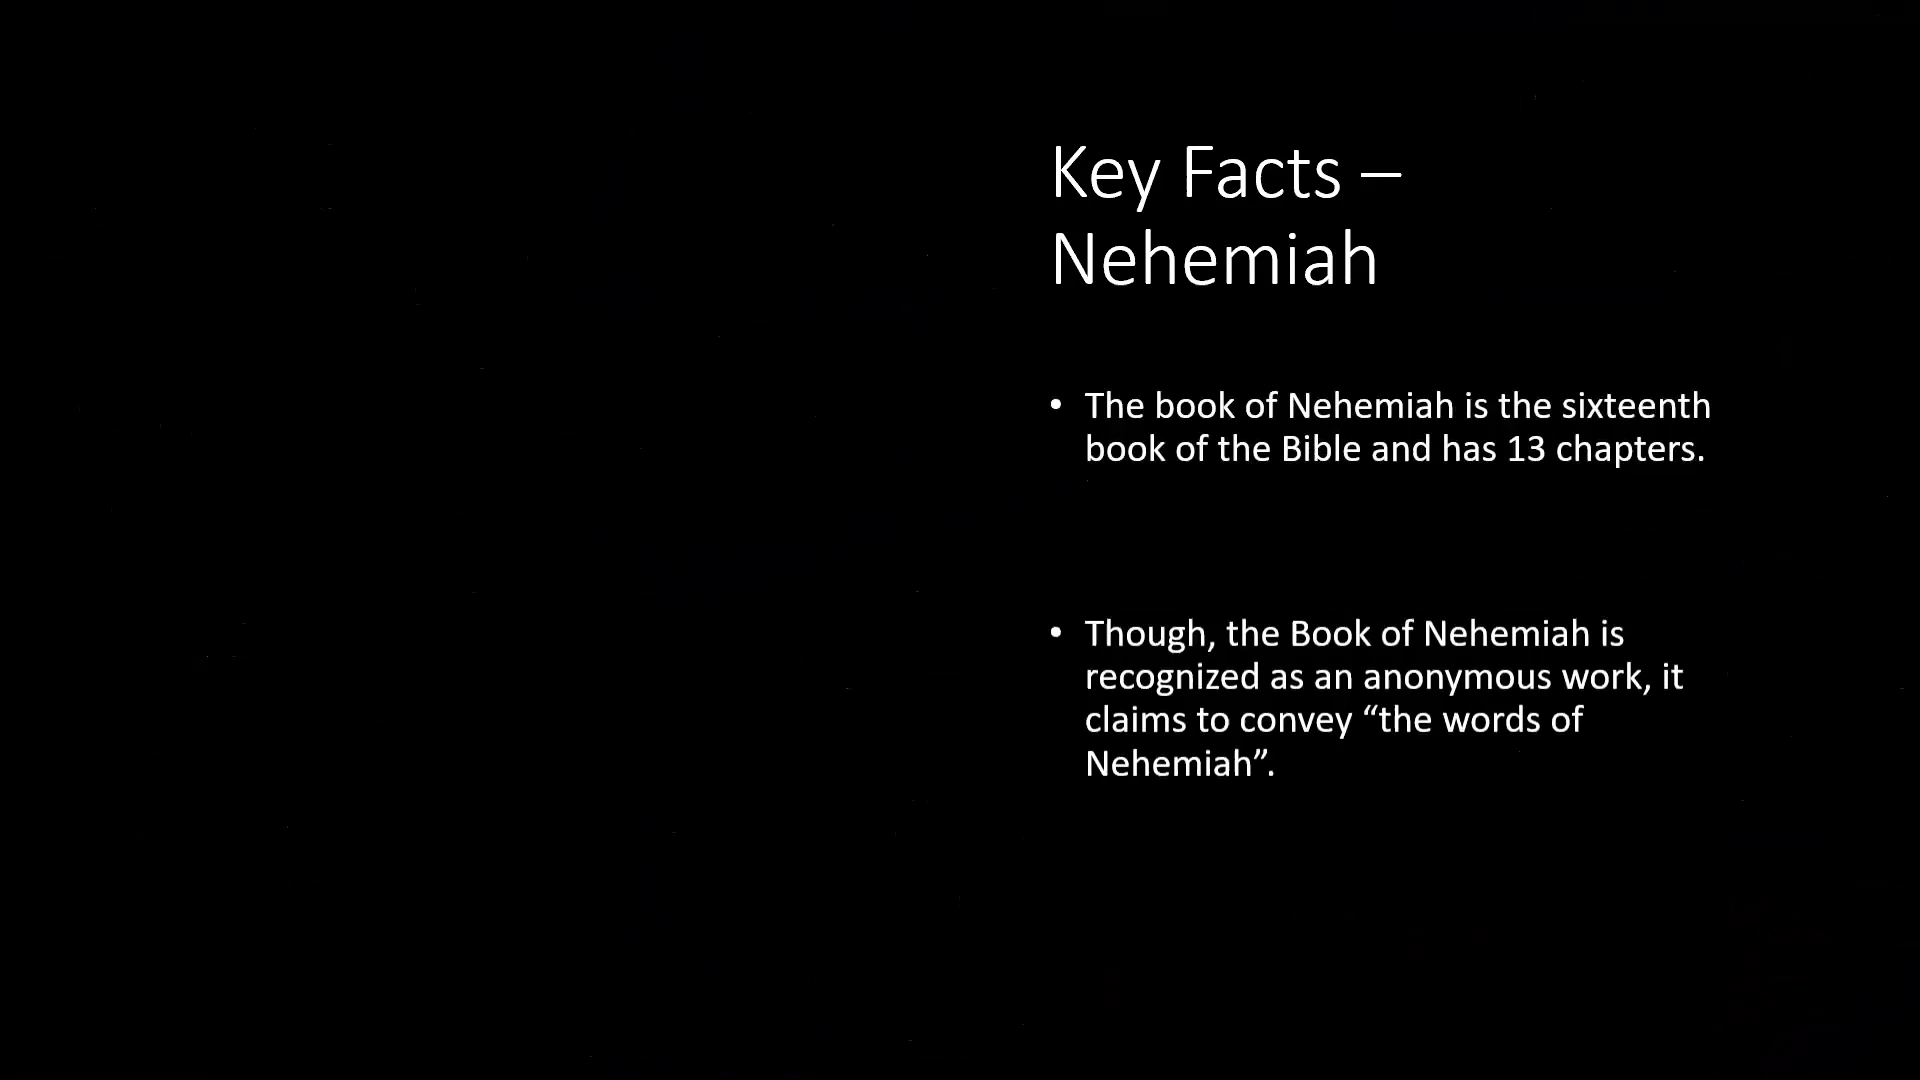 Key Facts –
Nehemiah
• The book of Nehemiah is the sixteenth
book of the Bible and has 13 chapters.
• Though, the Book of Nehemiah is
recognized as an anonymous work, it
claims to convey “the words of
Nehemiah”.